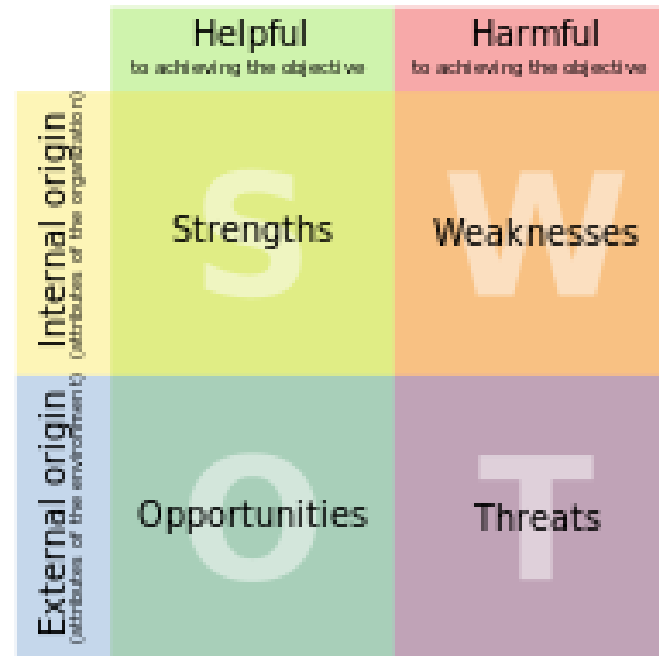 Helpful
to achieving the objective
Harmful
to achieving the objective
Internal origin
(attributes of the organization)
S
Strengths
W
Weaknesses
External origin
(attributes of the environment)
O
Opportunities
T
Threats